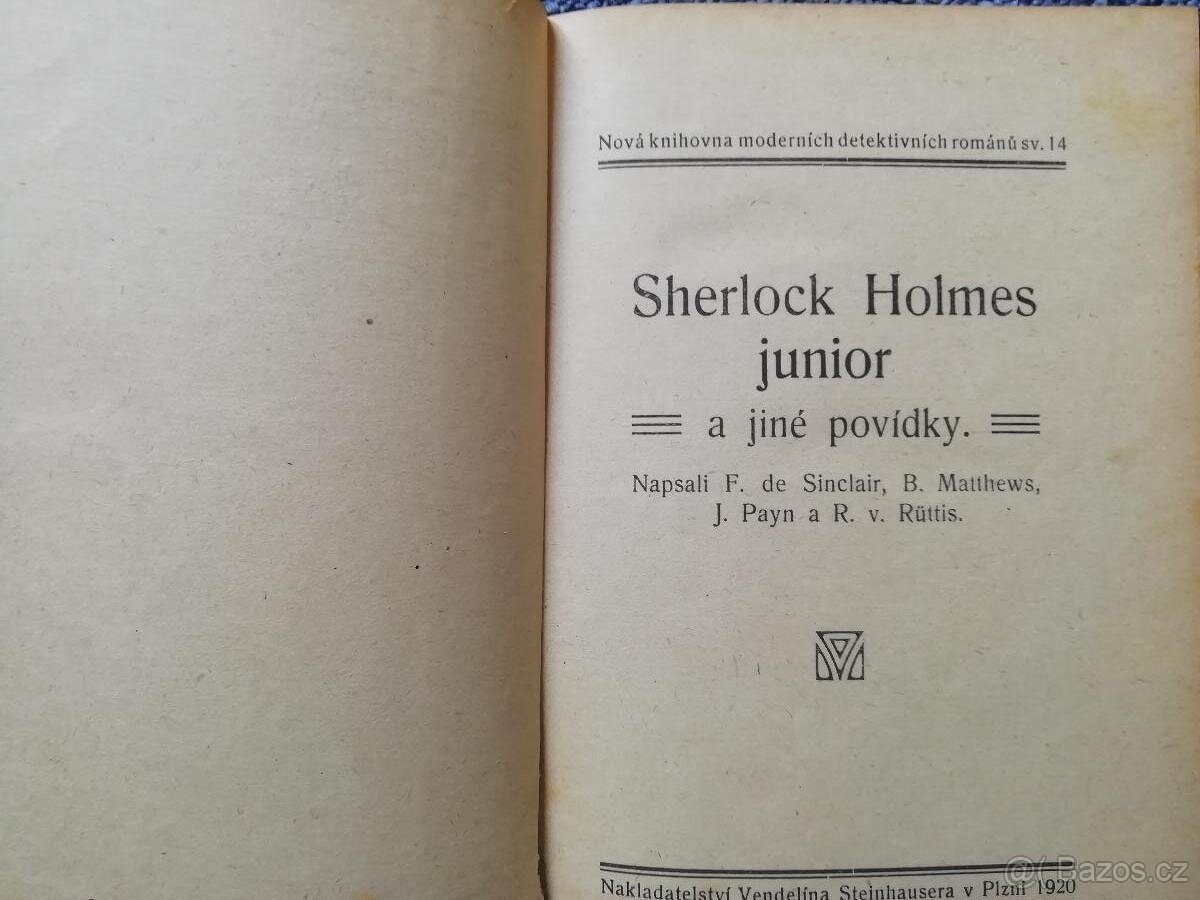 Nová knihovna moderních detektivních románů sv. 14
Sherlock Holmes
junior
a jiné povídky.
Napsali F. de Sinclair, B. Matthews,
J. Payn a R. v. Rüttis.
Nakladatelství Vendelína Steinhausera v Plzni 1920
@( Bazos.cz